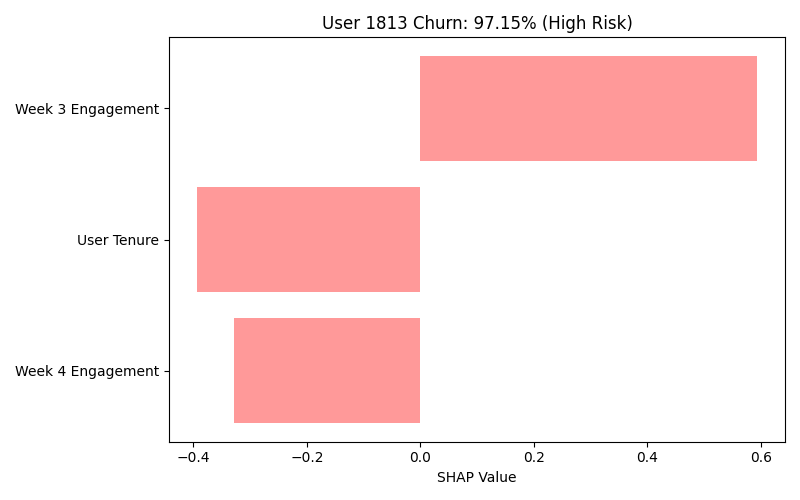 User 1813 Churn: 97.15% (High Risk)
Week 3 Engagement
User Tenure
Week 4 Engagement
−0.4 −0.2 0.0 0.2 0.4 0.6
SHAP Value